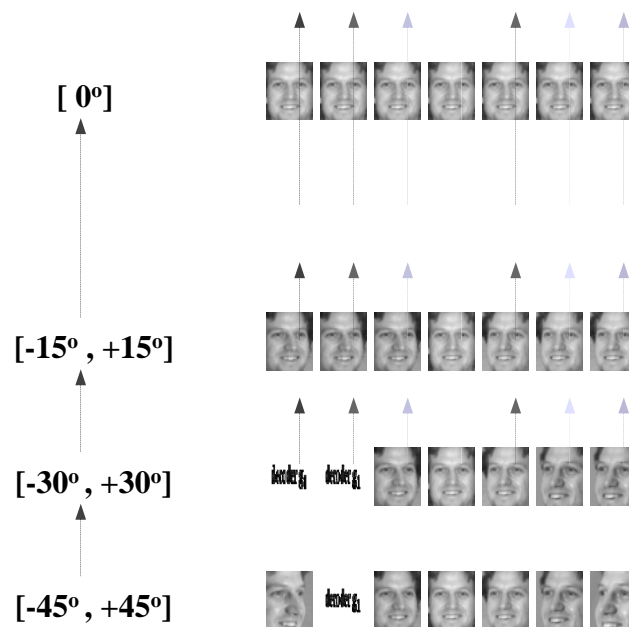 [ 0º]
[-15º , +15º]
[-30º , +30º]
[-45º , +45º]